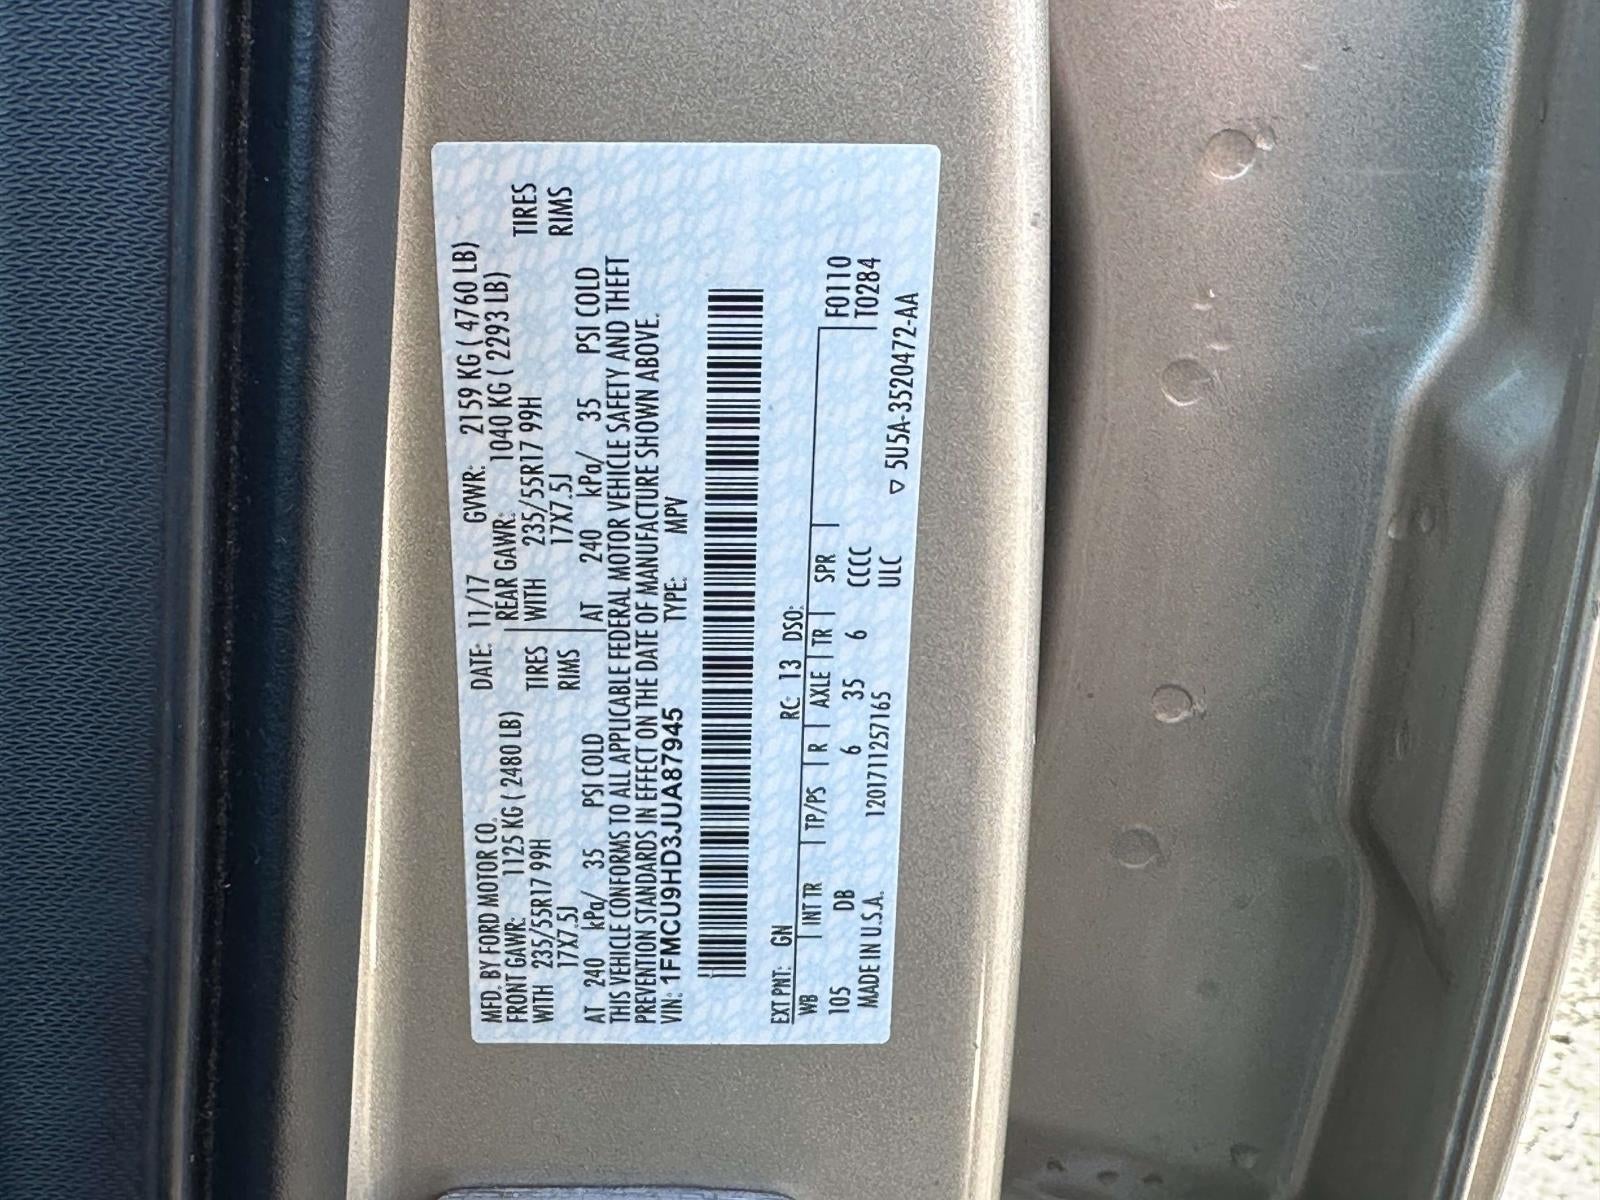 MFD. BY FORD MOTOR CO. DATE: 11/17 GVWR: 2159 KG ( 4760 LB)
FRONT GAWR: 1125 KG ( 2480 LB) REAR GAWR: 1040 KG ( 2293 LB)
WITH 235/55R17 99H TIRES WITH 235/55R17 99H TIRES
17X7.5J RIMS 17X7.5J RIMS
AT 240 kPa/ 35 PSI COLD AT 240 kPa/ 35 PSI COLD
THIS VEHICLE CONFORMS TO ALL APPLICABLE FEDERAL MOTOR VEHICLE SAFETY AND THEFT
PREVENTION STANDARDS IN EFFECT ON THE DATE OF MANUFACTURE SHOWN ABOVE.
VIN: 1FMCU9HD3JUA87945 TYPE: MPV
EXT PNT: GN RC: 13 DSO:
WB INT TR TP/PS R AXLE TR SPR F0110
105 DB 6 35 6 CCCC T0284
MADE IN U.S.A. 120171125716S ULC
▽ 5U5A-3520472-AA